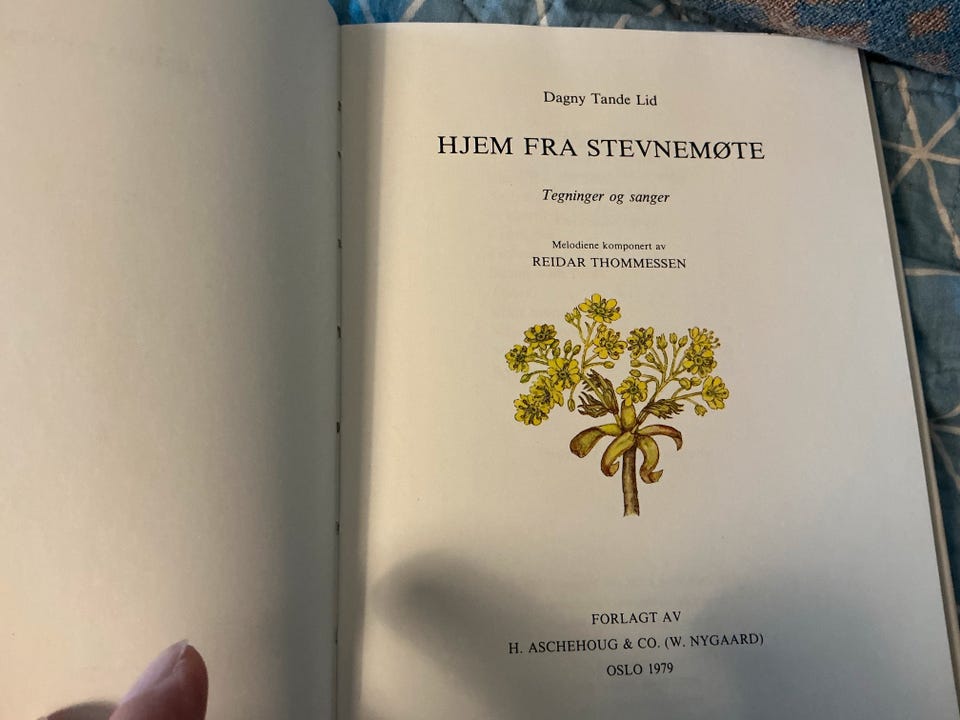 Dagny Tande Lid
HJEM FRA STEVNEMØTE
Tegninger og sanger
Melodiene komponert av
REIDAR THOMMESSEN
FORLAGT AV
H. ASCHEHOUG & CO. (W. NYGAARD)
OSLO 1979